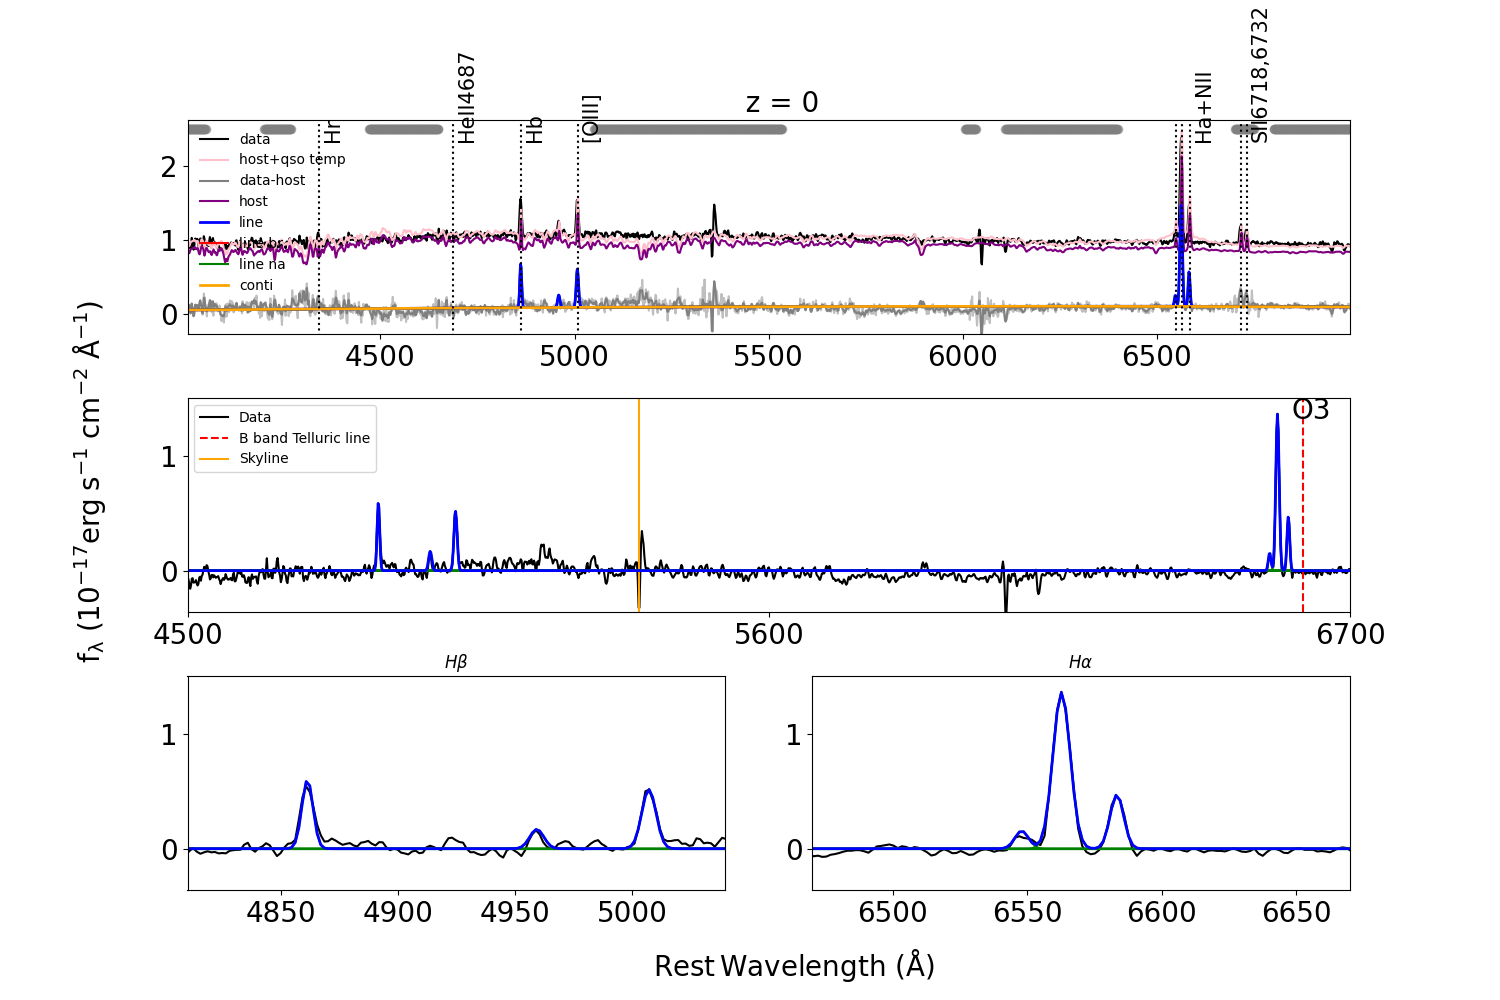 z = 0
Hr
HeII4687
Hb
[OIII]
Ha+NII
SII6718,6732
data
host+qso temp
data-host
host
line
line br
line na
conti
2
1
0
4500 5000 5500 6000 6500
fλ (10−17erg s−1 cm−2 Å−1)
Data
B band Telluric line
Skyline
O3
1
0
4500 5600 6700
Hβ
1
0
4850 4900 4950 5000
Hα
1
0
6500 6550 6600 6650
Rest Wavelength (Å)